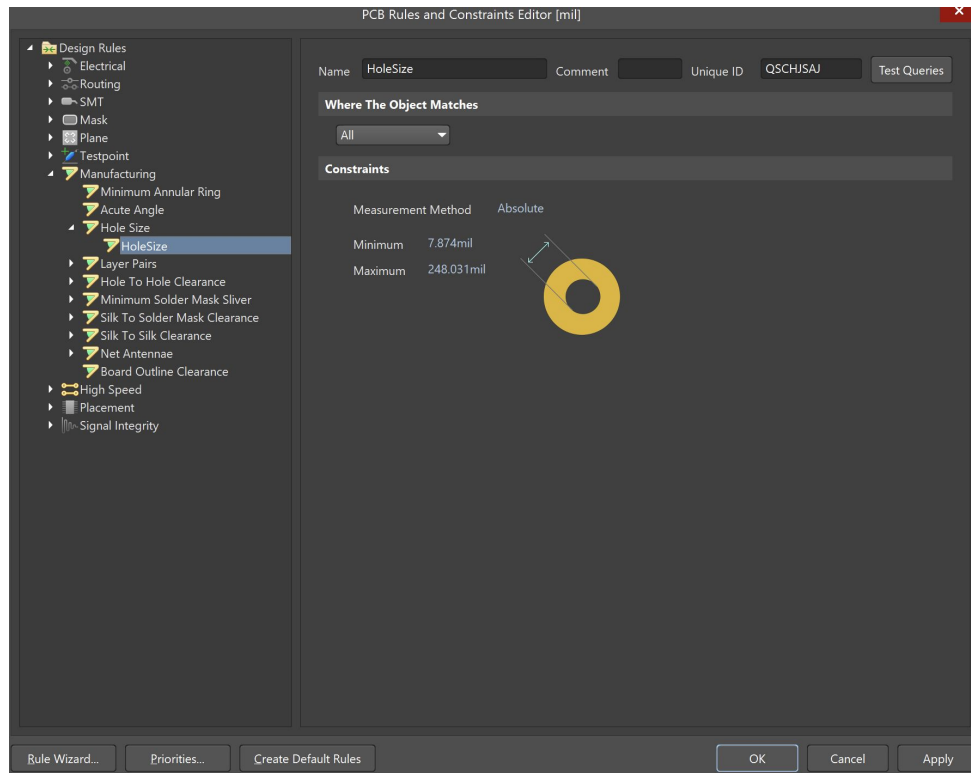 PCB Rules and Constraints Editor [mil]
Design Rules
Electrical
Routing
SMT
Mask
Plane
Testpoint
Manufacturing
Minimum Annular Ring
Acute Angle
Hole Size
HoleSize
Layer Pairs
Hole To Hole Clearance
Minimum Solder Mask Sliver
Silk To Solder Mask Clearance
Silk To Silk Clearance
Net Antennae
Board Outline Clearance
High Speed
Placement
Signal Integrity
Name HoleSize Comment Unique ID QSCHJSAJ Test Queries
Where The Object Matches
All
Constraints
Measurement Method Absolute
Minimum 7.874mil
Maximum 248.031mil
Rule Wizard... Priorities... Create Default Rules OK Cancel Apply